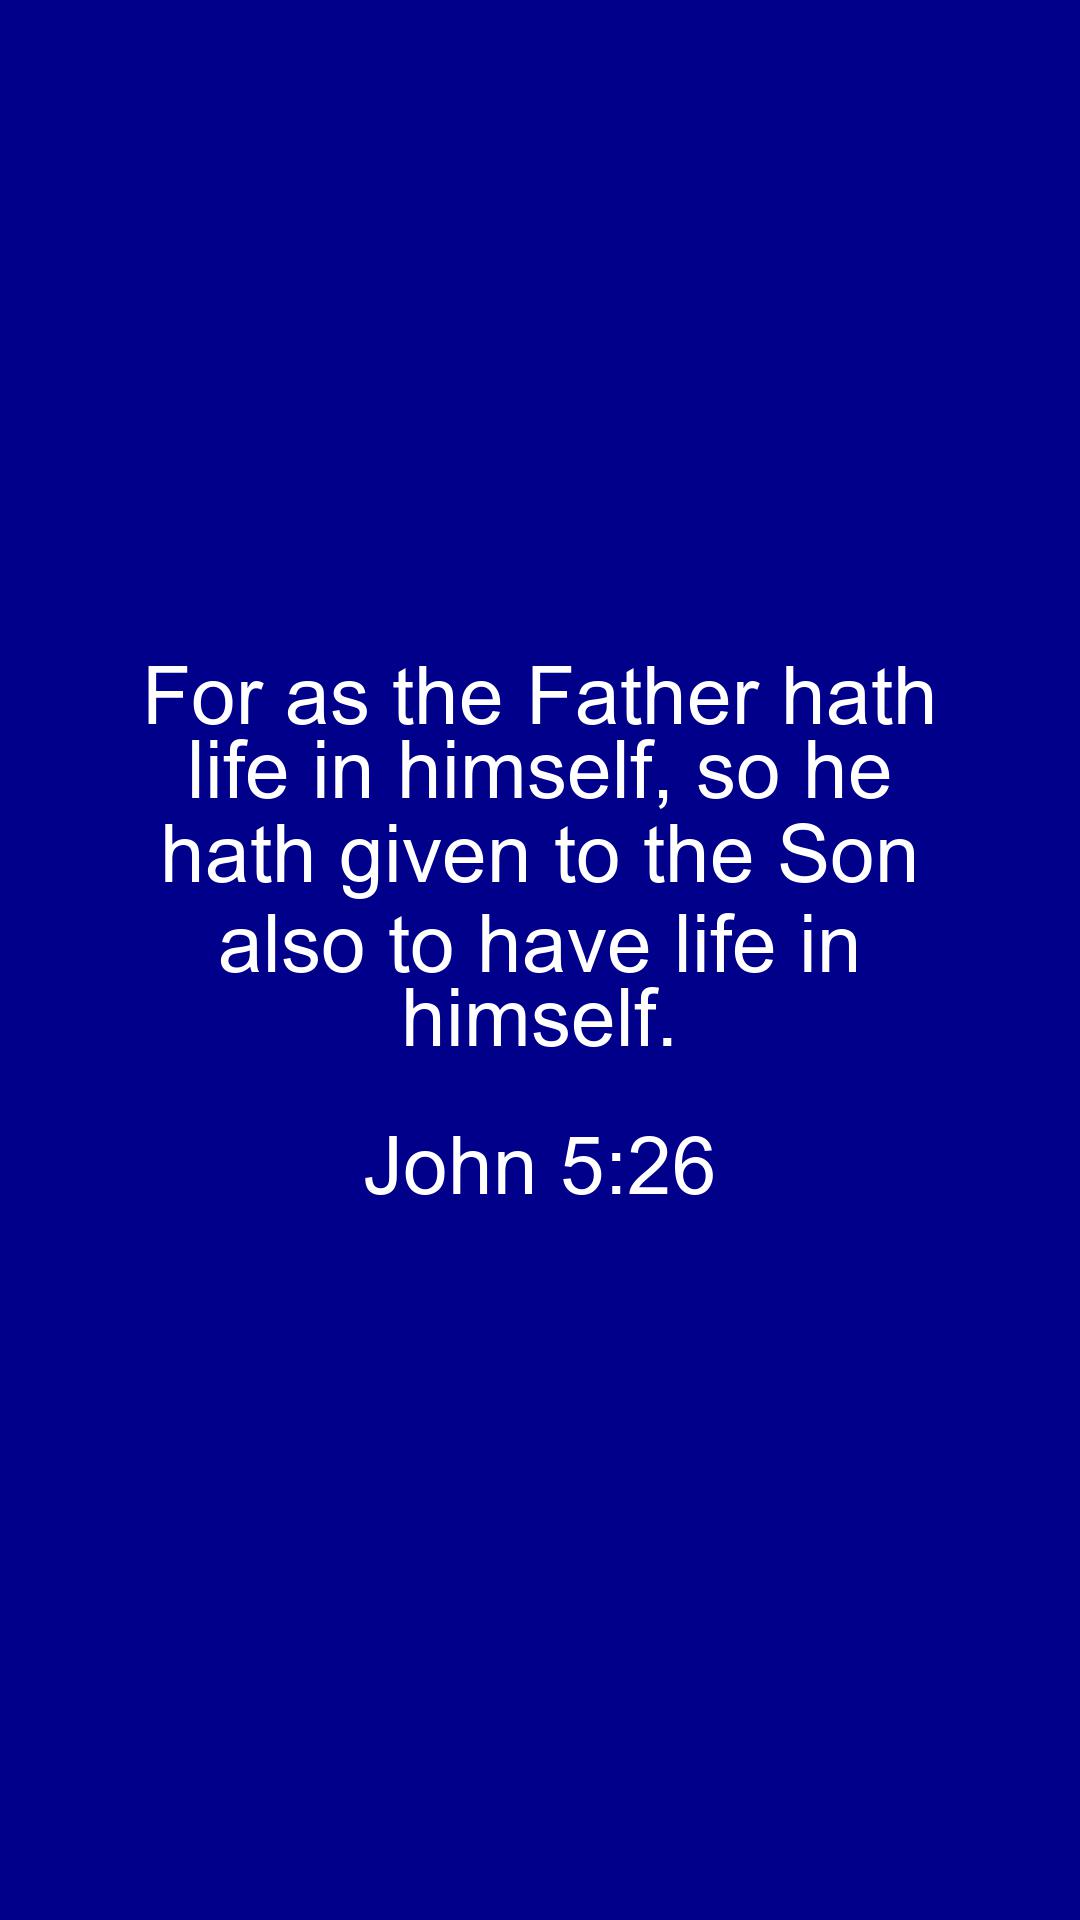 For as the Father hath
life in himself, so he
hath given to the Son
also to have life in
himself.
John 5:26